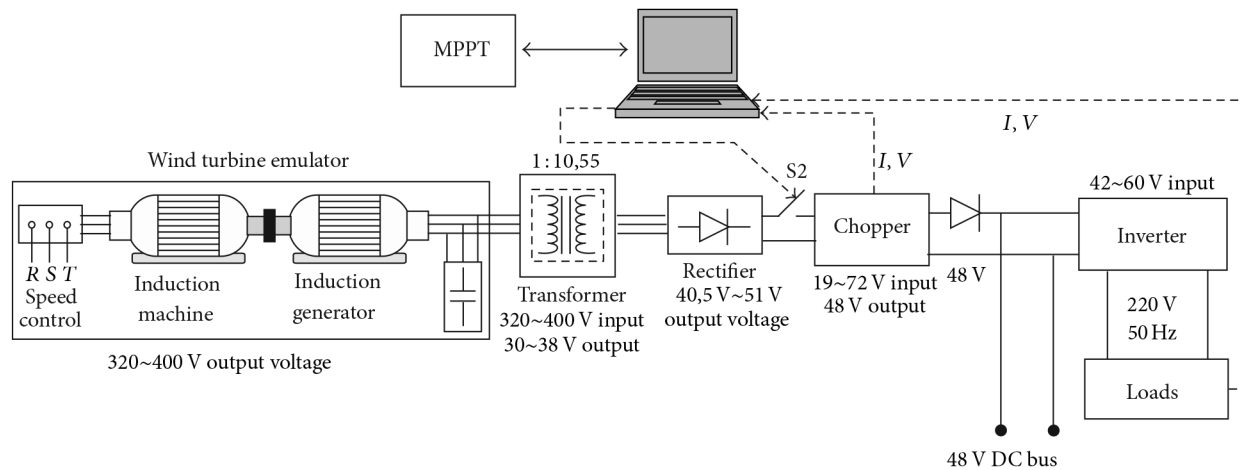 MPPT
I, V
Wind turbine emulator
1 : 10,55
I, V
S2
42~60 V input
Chopper
Inverter
R S T
Speed
control
Induction
machine
Induction
generator
Transformer
320~400 V input
30~38 V output
Rectifier
40,5 V~51 V
output voltage
19~72 V input
48 V output
48 V
220 V
50 Hz
320~400 V output voltage
Loads
48 V DC bus